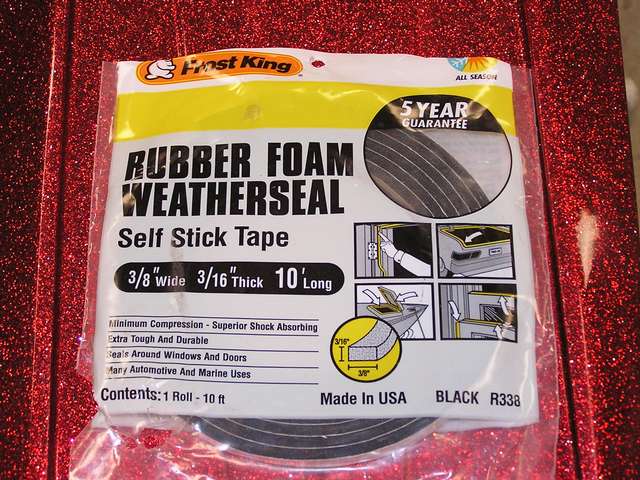 Frost King
ALL SEASON
5 YEAR
GUARANTEE
RUBBER FOAM
WEATHERSEAL
Self Stick Tape
3/8" Wide 3/16" Thick 10' Long
Minimum Compression - Superior Shock Absorbing
Extra Tough And Durable
Seals Around Windows And Doors
Many Automotive And Marine Uses
3/16"
3/8"
Contents: 1 Roll - 10 ft
Made In USA
BLACK R338